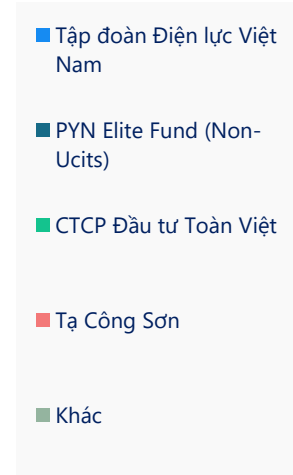 Tập đoàn Điện lực Việt
Nam
PYN Elite Fund (Non-
Ucits)
CTCP Đầu tư Toàn Việt
Tạ Công Sơn
Khác